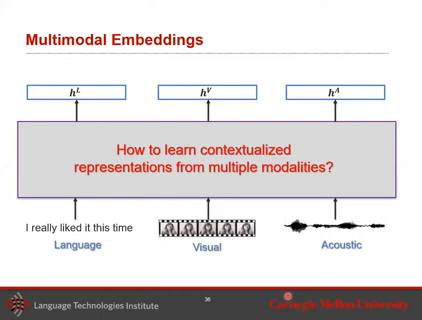 Multimodal Embeddings
h^L h^V h^A
How to learn contextualized
representations from multiple modalities?
I really liked it this time
Language Visual Acoustic
Language Technologies Institute 36 Carnegie Mellon University